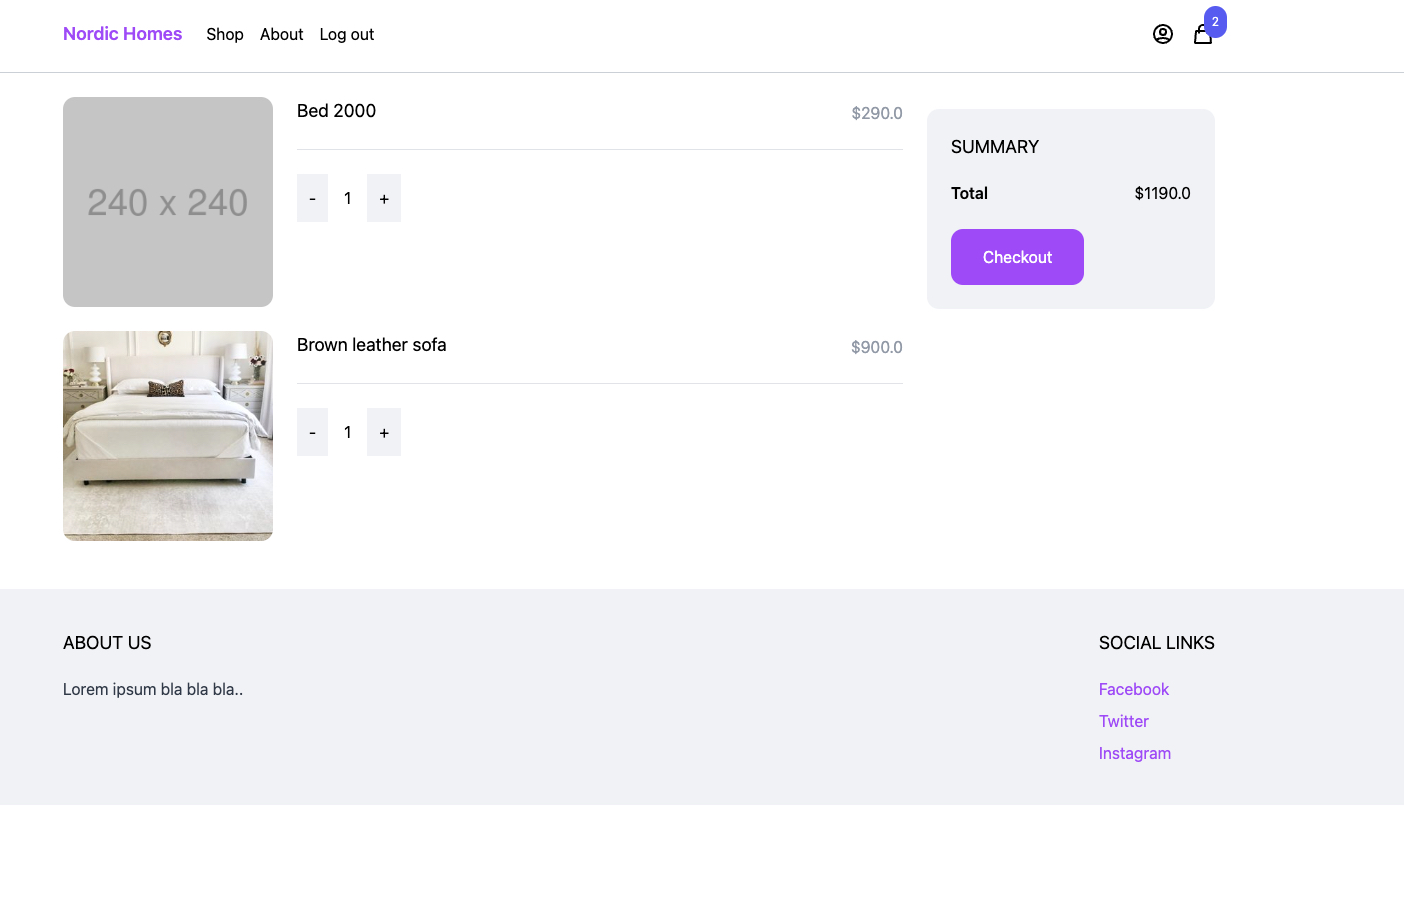 Nordic Homes Shop About Log out 2
240 x 240
Bed 2000 $290.0
- 1 +
SUMMARY
Total $1190.0
Checkout
Brown leather sofa $900.0
- 1 +
ABOUT US
Lorem ipsum bla bla bla..
SOCIAL LINKS
Facebook
Twitter
Instagram